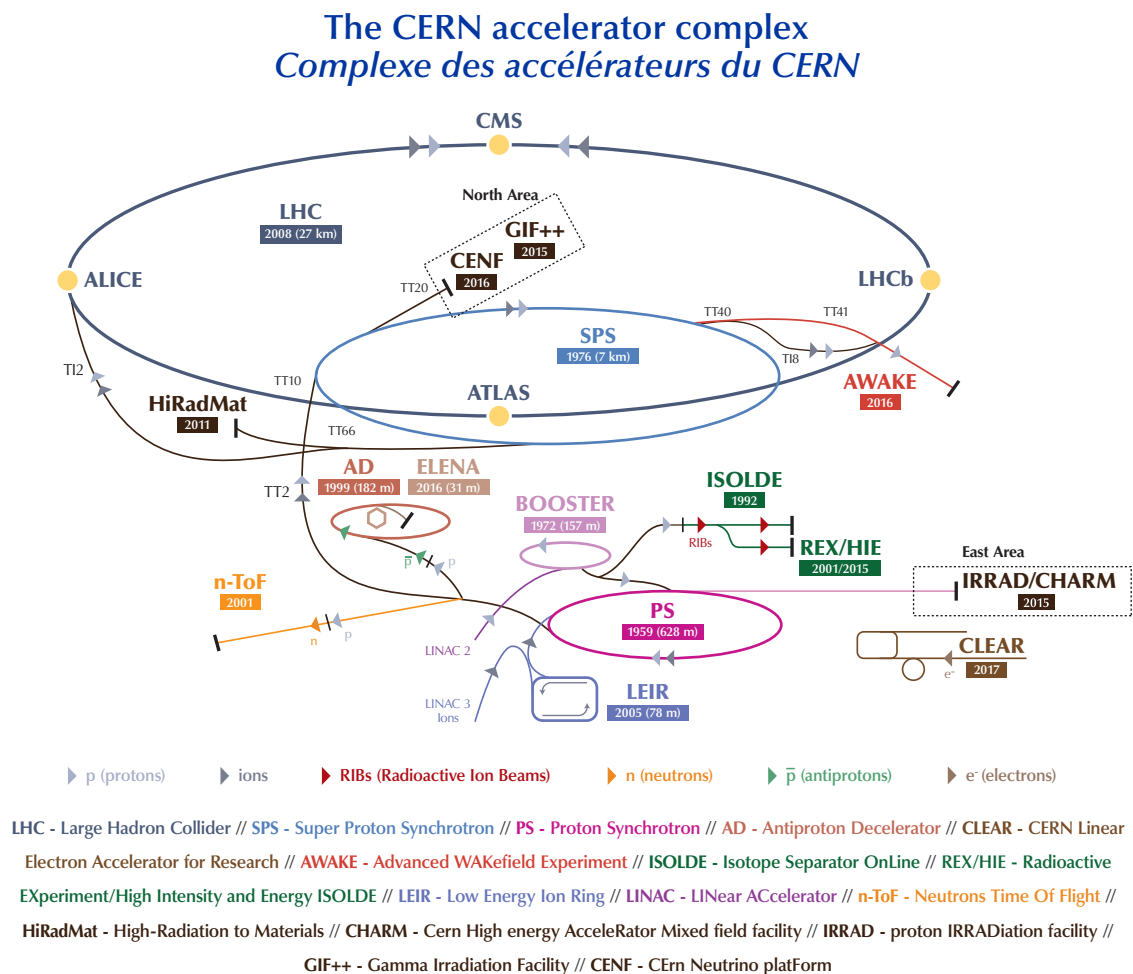 The CERN accelerator complex
Complexe des accélérateurs du CERN
CMS
North Area
LHC
2008 (27 km)
GIF++
2015
CENF
2016
ALICE
LHCb
TT20
TT40
TT41
SPS
1976 (7 km)
TI8
TI2
TT10
AWAKE
2016
ATLAS
HiRadMat
2011
TT66
AD
1999 (182 m)
ELENA
2016 (31 m)
TT2
ISOLDE
1992
BOOSTER
1972 (157 m)
RIBs
REX/HIE
2001/2015
East Area
p̅
p
n-ToF
2001
IRRAD/CHARM
2015
PS
1959 (628 m)
n
p
LINAC 2
CLEAR
2017
e-
LEIR
2005 (78 m)
LINAC 3
Ions
p (protons)
ions
RIBs (Radioactive Ion Beams)
n (neutrons)
p̅ (antiprotons)
e- (electrons)
LHC - Large Hadron Collider // SPS - Super Proton Synchrotron // PS - Proton Synchrotron // AD - Antiproton Decelerator // CLEAR - CERN Linear
Electron Accelerator for Research // AWAKE - Advanced WAKefield Experiment // ISOLDE - Isotope Separator OnLine // REX/HIE - Radioactive
EXperiment/High Intensity and Energy ISOLDE // LEIR - Low Energy Ion Ring // LINAC - LINear ACcelerator // n-ToF - Neutrons Time Of Flight //
HiRadMat - High-Radiation to Materials // CHARM - Cern High energy AcceleRator Mixed field facility // IRRAD - proton IRRADiation facility //
GIF++ - Gamma Irradiation Facility // CENF - CErn Neutrino platForm